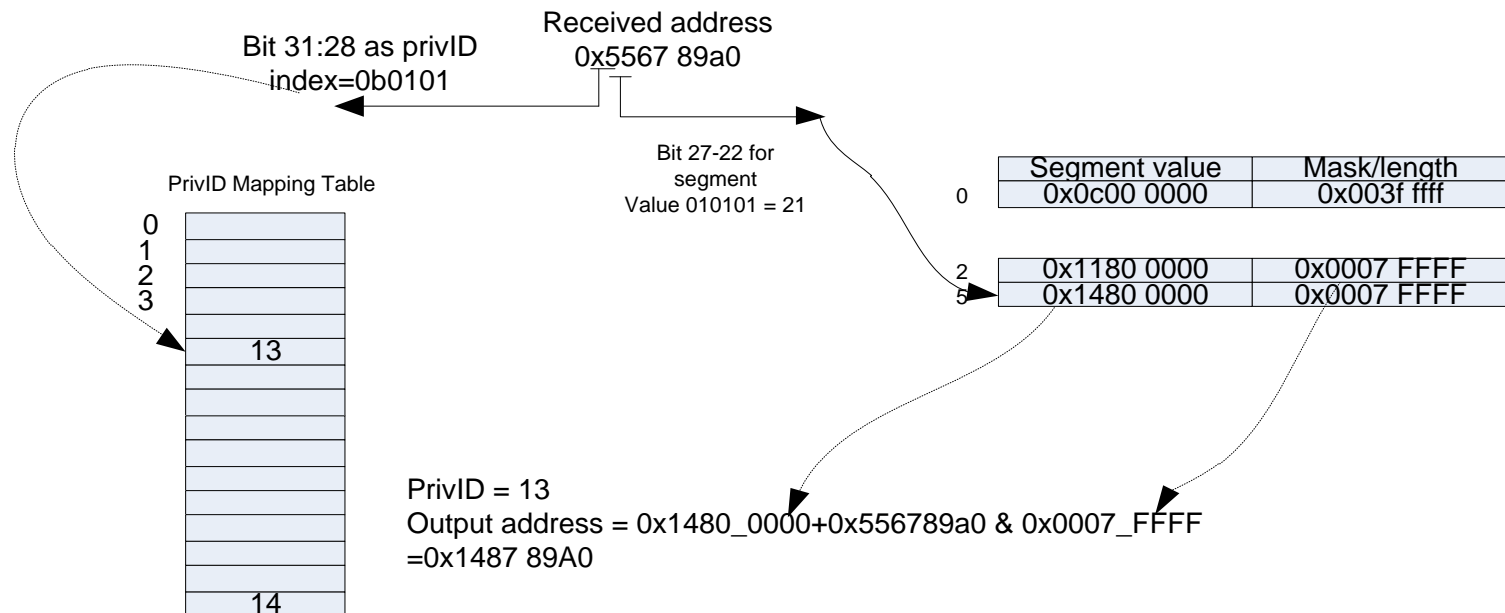 Received address
0x5567 89a0
Bit 31:28 as privID
index=0b0101
Bit 27-22 for
segment
Value 010101 = 21
PrivID Mapping Table
0
1
2
3
13
14
Segment value Mask/length
0 0x0c00 0000 0x003f ffff
2 0x1180 0000 0x0007 FFFF
5 0x1480 0000 0x0007 FFFF
PrivID = 13
Output address = 0x1480_0000+0x556789a0 & 0x0007_FFFF
=0x1487 89A0